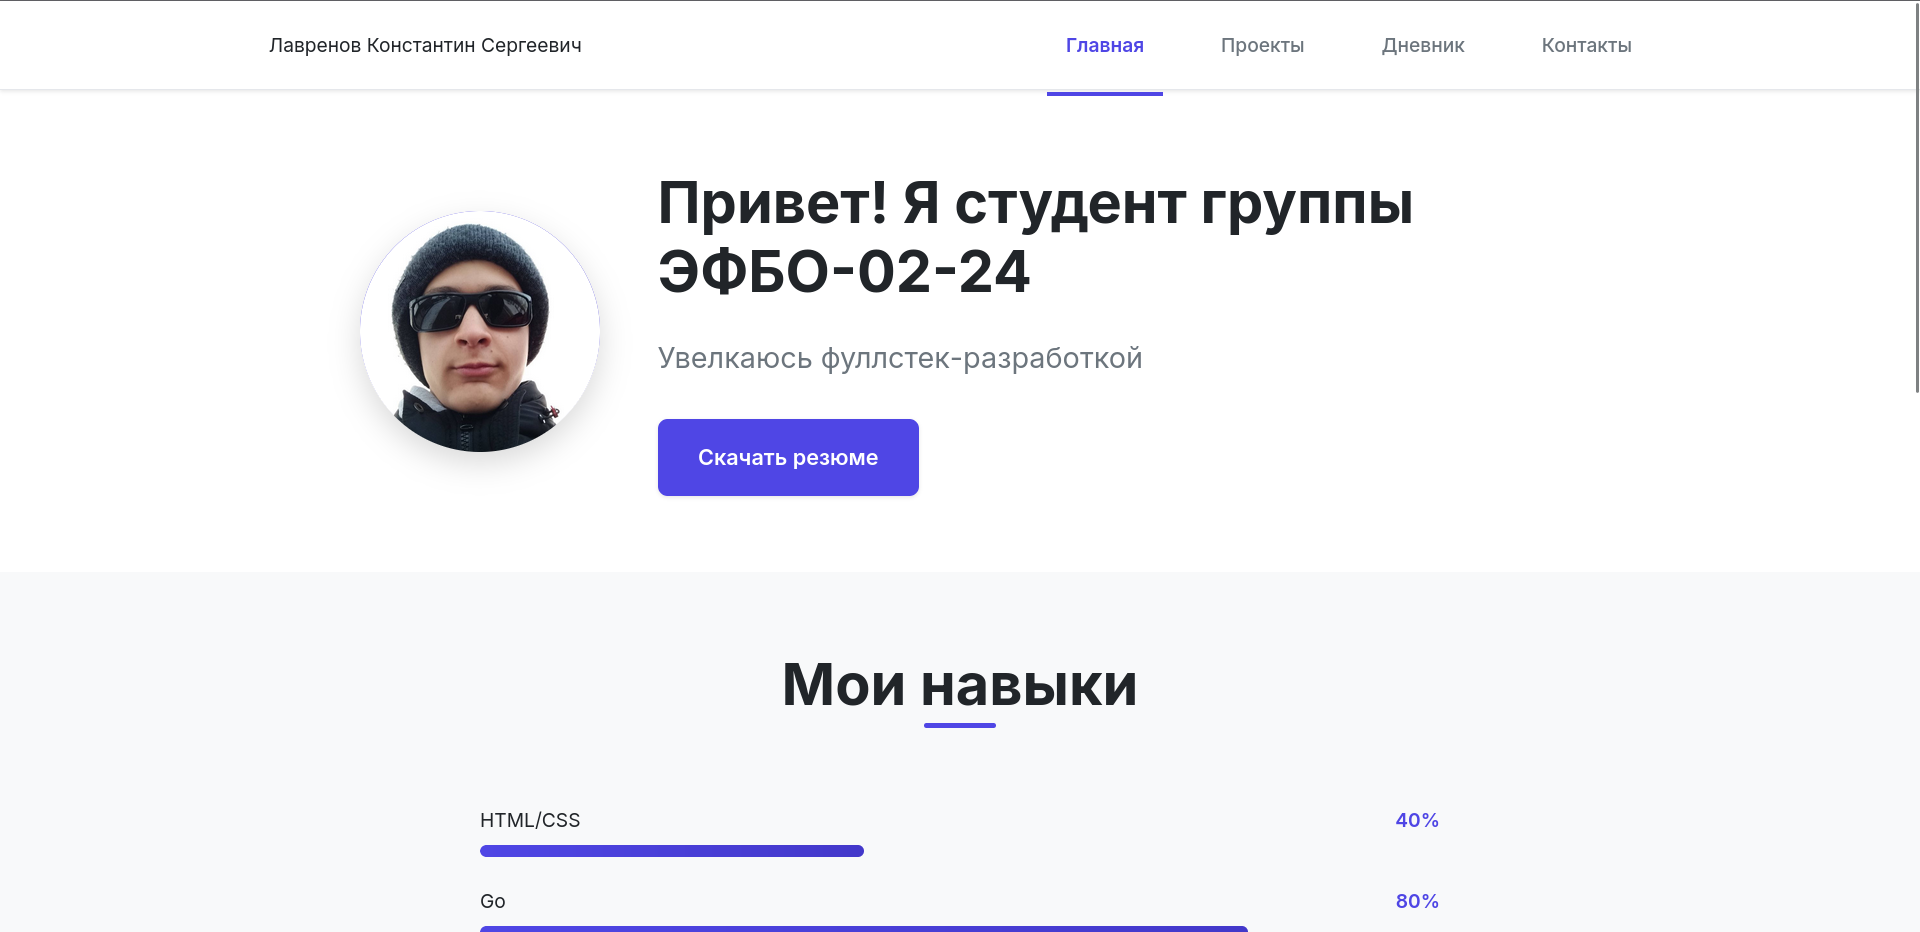 Лавренов Константин Сергеевич
Главная
Проекты
Дневник
Контакты
Привет! Я студент группы
ЭФБО-02-24
Увелкаюсь фуллстек-разработкой
Скачать резюме
Мои навыки
HTML/CSS
40%
Go
80%